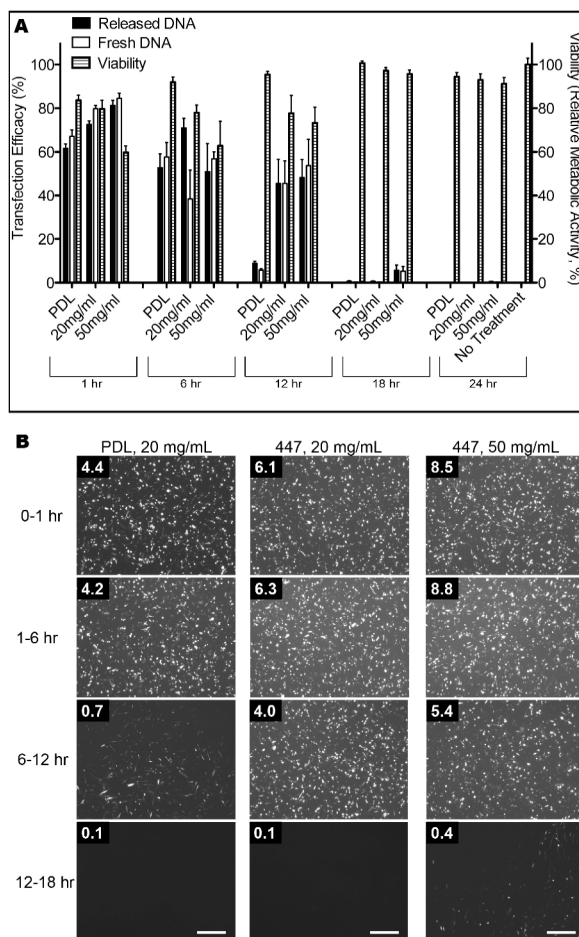 A
Released DNA
Fresh DNA
Viability
Transfection Efficacy (%)
100
80
60
40
20
0
100
80
60
40
20
0
Viability (Relative Metabolic Activity, %)
PDL
20mg/ml
50mg/ml
PDL
20mg/ml
50mg/ml
PDL
20mg/ml
50mg/ml
PDL
20mg/ml
50mg/ml
PDL
20mg/ml
50mg/ml
No Treatment
1 hr
6 hr
12 hr
18 hr
24 hr
B
PDL, 20 mg/mL
447, 20 mg/mL
447, 50 mg/mL
0-1 hr
4.4
6.1
8.5
1-6 hr
4.2
6.3
8.8
6-12 hr
0.7
4.0
5.4
12-18 hr
0.1
0.1
0.4